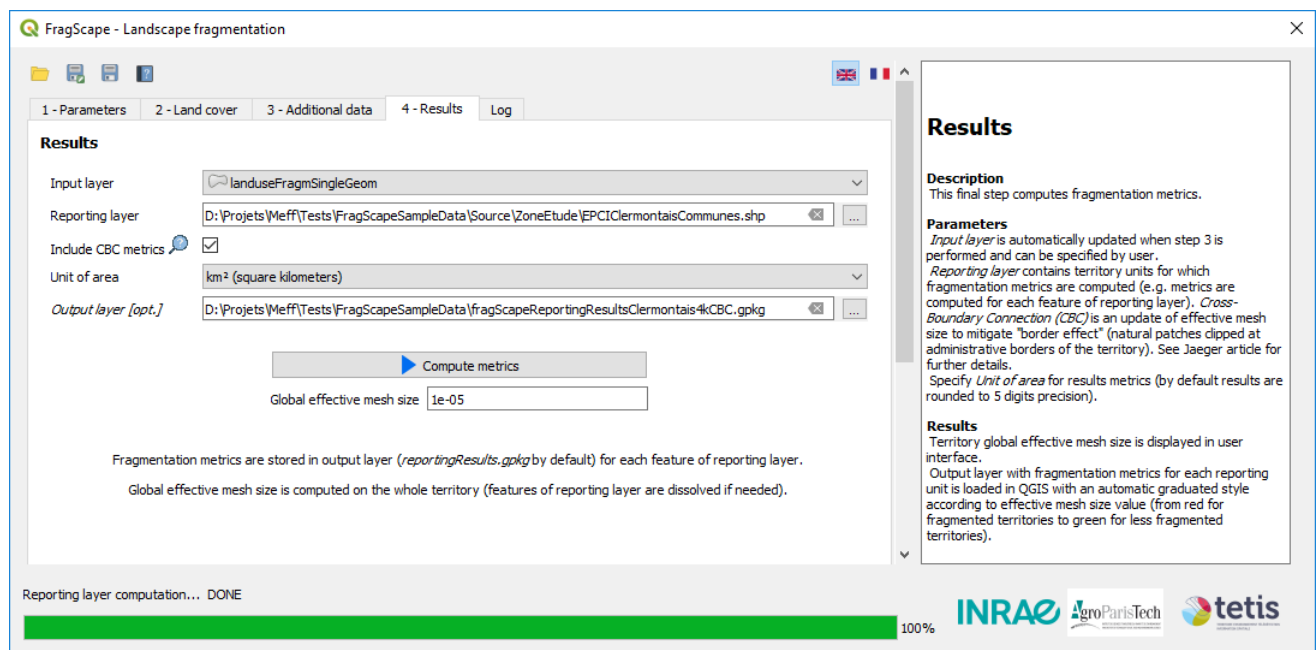 FragScape - Landscape fragmentation
1 - Parameters
2 - Land cover
3 - Additional data
4 - Results
Log
Results
Input layer
landuseFragmSingleGeom
Reporting layer
D:\Projets\Meff\Tests\FragScapeSampleData\Source\ZoneEtude\EPCIClermontaisCommunes.shp
...
Include CBC metrics
Unit of area
km² (square kilometers)
Output layer [opt.]
D:\Projets\Meff\Tests\FragScapeSampleData\fragScapeReportingResultsClermontais4kCBC.gpkg
...
Compute metrics
Global effective mesh size
1e-05
Fragmentation metrics are stored in output layer (reportingResults.gpkg by default) for each feature of reporting layer.
Global effective mesh size is computed on the whole territory (features of reporting layer are dissolved if needed).
Results
Description
This final step computes fragmentation metrics.
Parameters
Input layer is automatically updated when step 3 is
performed and can be specified by user.
Reporting layer contains territory units for which
fragmentation metrics are computed (e.g. metrics are
computed for each feature of reporting layer). Cross-
Boundary Connection (CBC) is an update of effective mesh
size to mitigate "border effect" (natural patches clipped at
administrative borders of the territory). See Jaeger article for
further details.
Specify Unit of area for results metrics (by default results are
rounded to 5 digits precision).
Results
Territory global effective mesh size is displayed in user
interface.
Output layer with fragmentation metrics for each reporting
unit is loaded in QGIS with an automatic graduated style
according to effective mesh size value (from red for
fragmented territories to green for less fragmented
territories).
Reporting layer computation... DONE
100%
INRAE
AgroParisTech
tetis